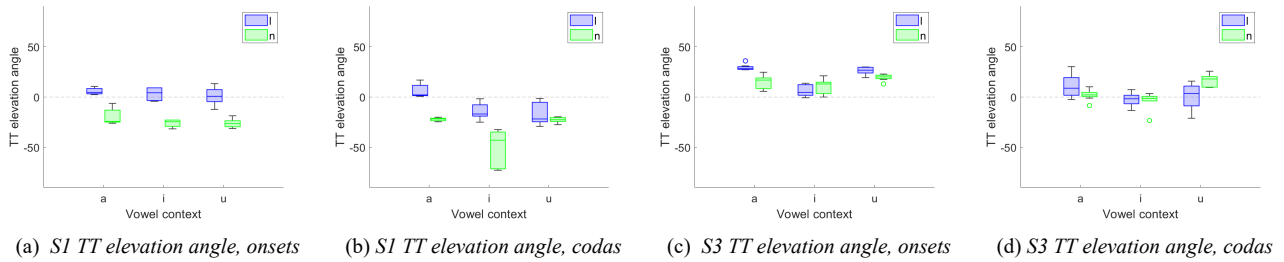 l
n
50
0
-50
TT elevation angle
a i u
Vowel context
(a) S1 TT elevation angle, onsets
l
n
50
0
-50
TT elevation angle
a i u
Vowel context
(b) S1 TT elevation angle, codas
l
n
50
0
-50
TT elevation angle
a i u
Vowel context
(c) S3 TT elevation angle, onsets
l
n
50
0
-50
TT elevation angle
a i u
Vowel context
(d) S3 TT elevation angle, codas